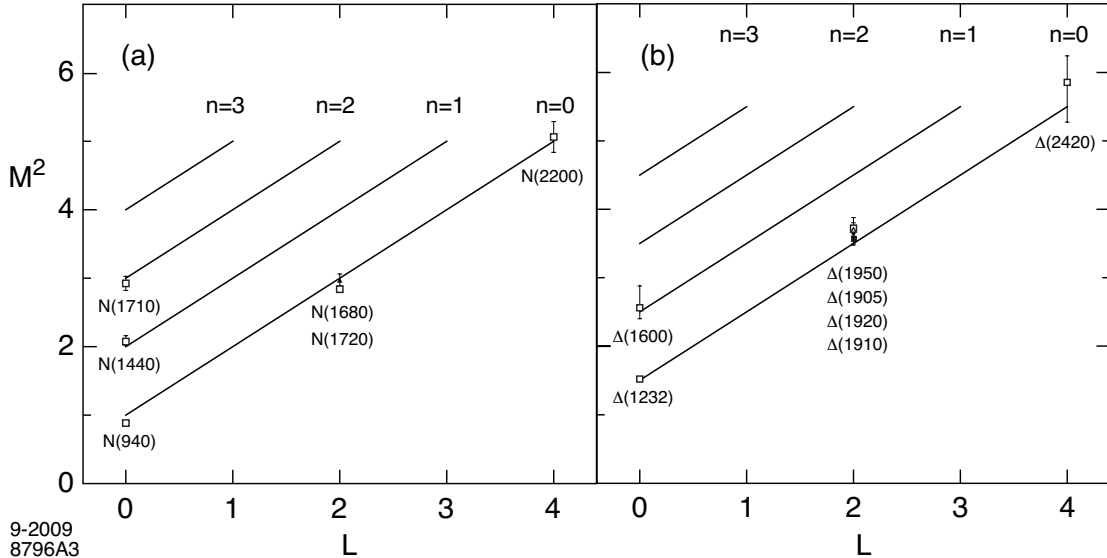 (a)
n=3 n=2 n=1 n=0
M²
6
4
2
0
N(2200)
N(1710)
N(1680)
N(1720)
N(1440)
N(940)
0 1 2 3 4
L
(b)
n=3 n=2 n=1 n=0
Δ(2420)
Δ(1950)
Δ(1905)
Δ(1920)
Δ(1910)
Δ(1600)
Δ(1232)
0 1 2 3 4
L
9-2009
8796A3